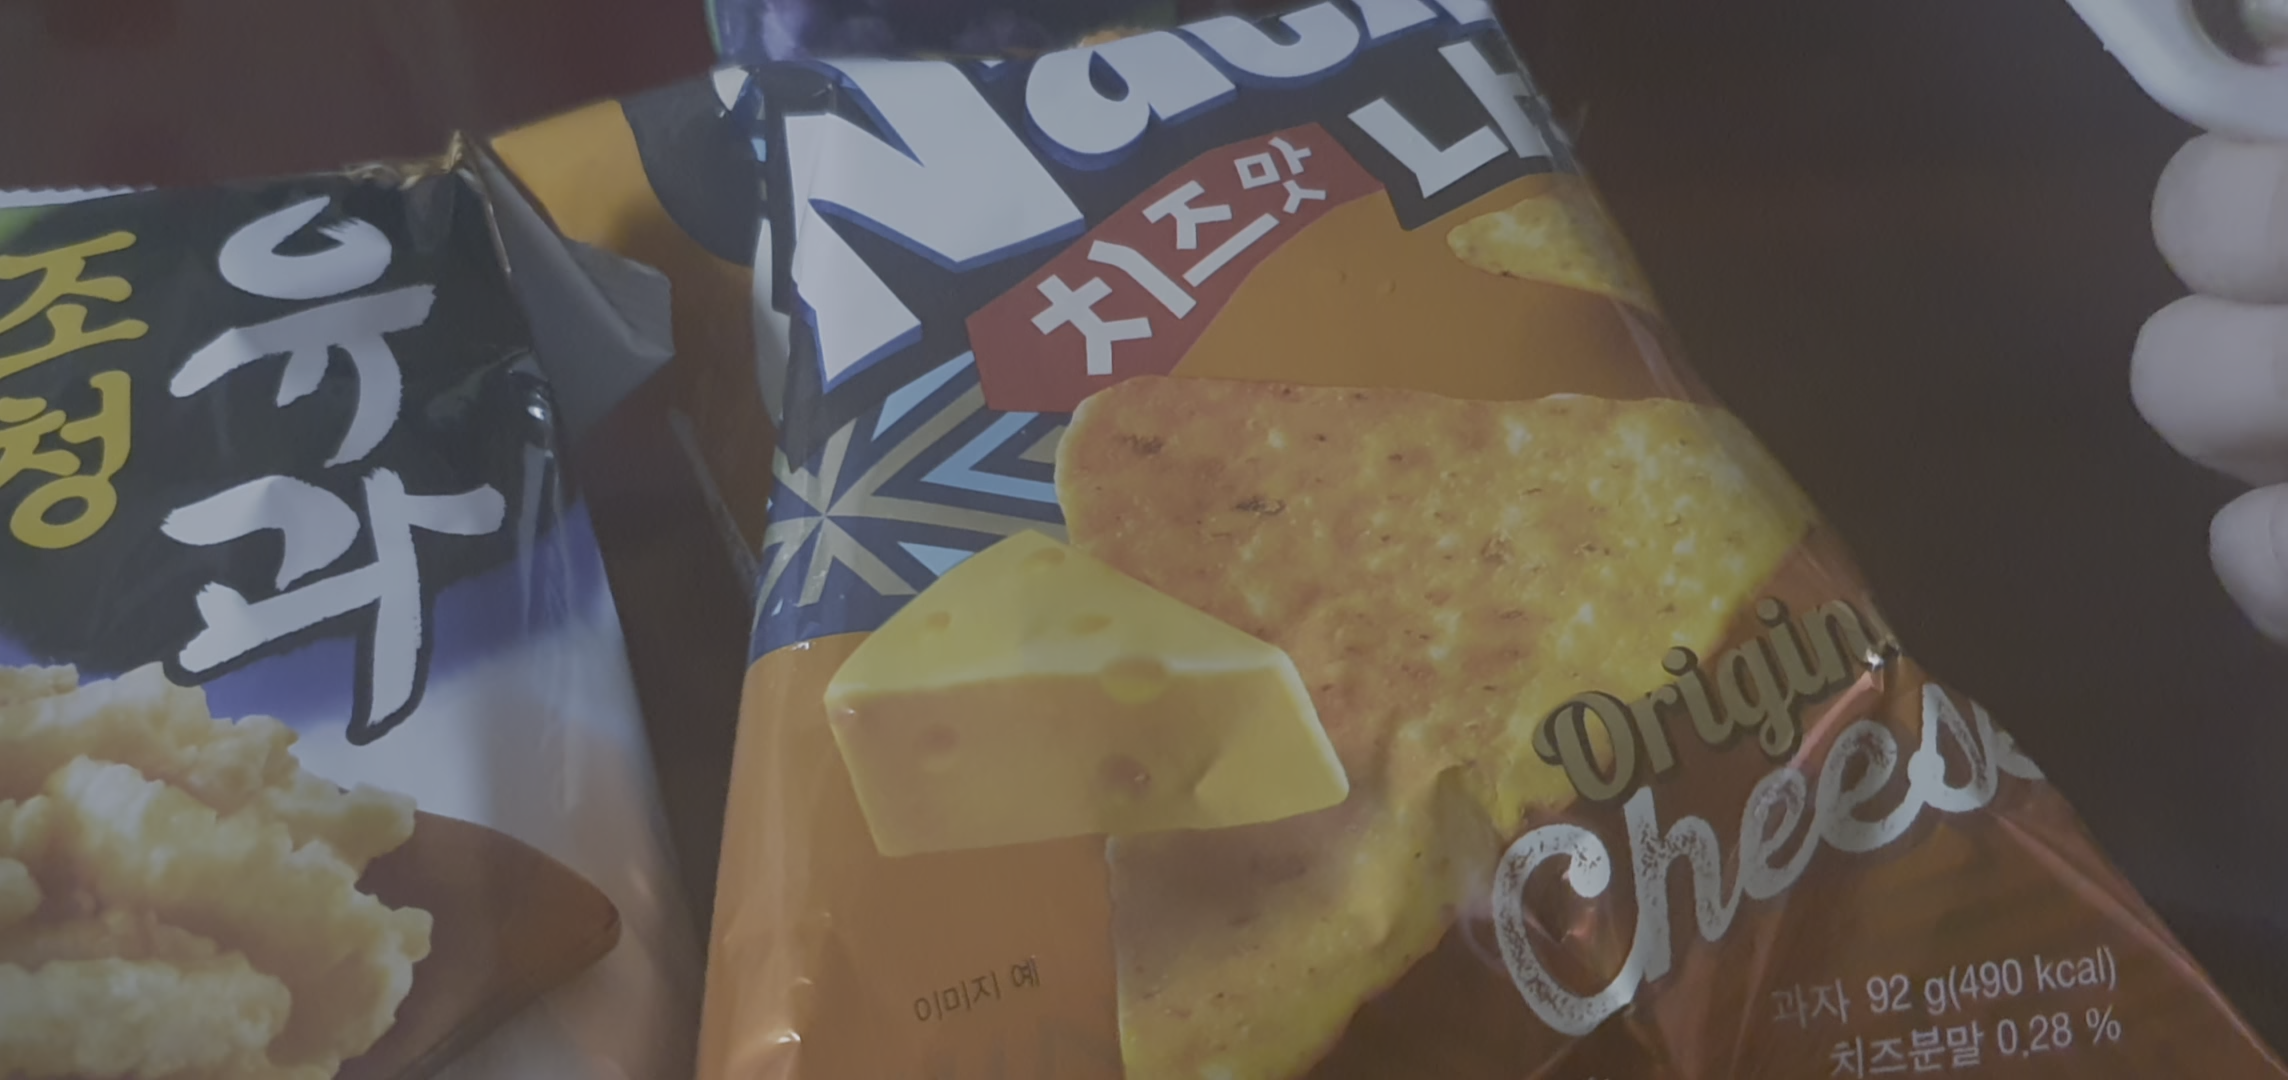 조청
유과
치즈맛
Cheese
이미지 예
과자 92 g(490 kcal)
치즈분말 0.28 %